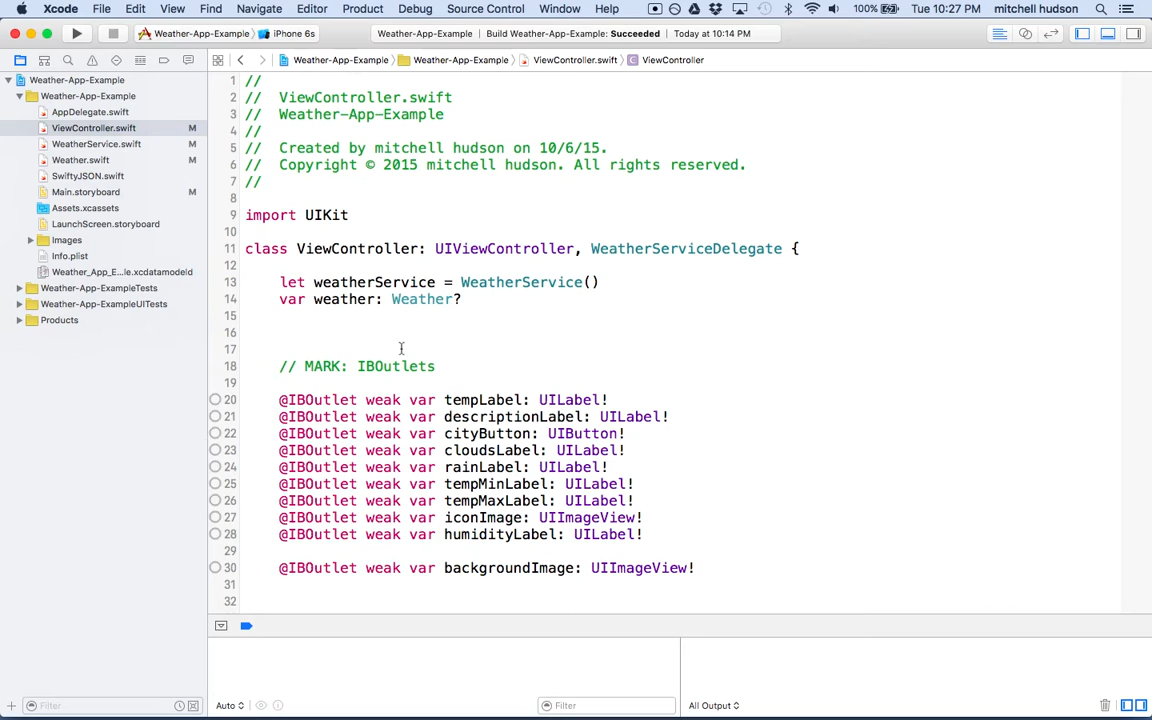 Xcode File Edit View Find Navigate Editor Product Debug Source Control Window Help 100% Tue 10:27 PM mitchell hudson
Weather-App-Example iPhone 6s Weather-App-Example Build Weather-App-Example: Succeeded Today at 10:14 PM
Weather-App-Example Weather-App-Example ViewController.swift C ViewController
Weather-App-Example
Weather-App-Example
AppDelegate.swift
ViewController.swift M
WeatherService.swift M
Weather.swift M
SwiftyJSON.swift
Main.storyboard M
Assets.xcassets
LaunchScreen.storyboard
Images
Info.plist
Weather_App_E...le.xcdatamodeld
Weather-App-ExampleTests
Weather-App-ExampleUITests
Products
1 //
2 // ViewController.swift
3 // Weather-App-Example
4 //
5 // Created by mitchell hudson on 10/6/15.
6 // Copyright © 2015 mitchell hudson. All rights reserved.
7 //
8
9 import UIKit
10
11 class ViewController: UIViewController, WeatherServiceDelegate {
12
13 let weatherService = WeatherService()
14 var weather: Weather?
15
16
17
18 // MARK: IBOutlets
19
20 @IBOutlet weak var tempLabel: UILabel!
21 @IBOutlet weak var descriptionLabel: UILabel!
22 @IBOutlet weak var cityButton: UIButton!
23 @IBOutlet weak var cloudsLabel: UILabel!
24 @IBOutlet weak var rainLabel: UILabel!
25 @IBOutlet weak var tempMinLabel: UILabel!
26 @IBOutlet weak var tempMaxLabel: UILabel!
27 @IBOutlet weak var iconImage: UIImageView!
28 @IBOutlet weak var humidityLabel: UILabel!
29
30 @IBOutlet weak var backgroundImage: UIImageView!
31
32
Filter Auto Filter All Output